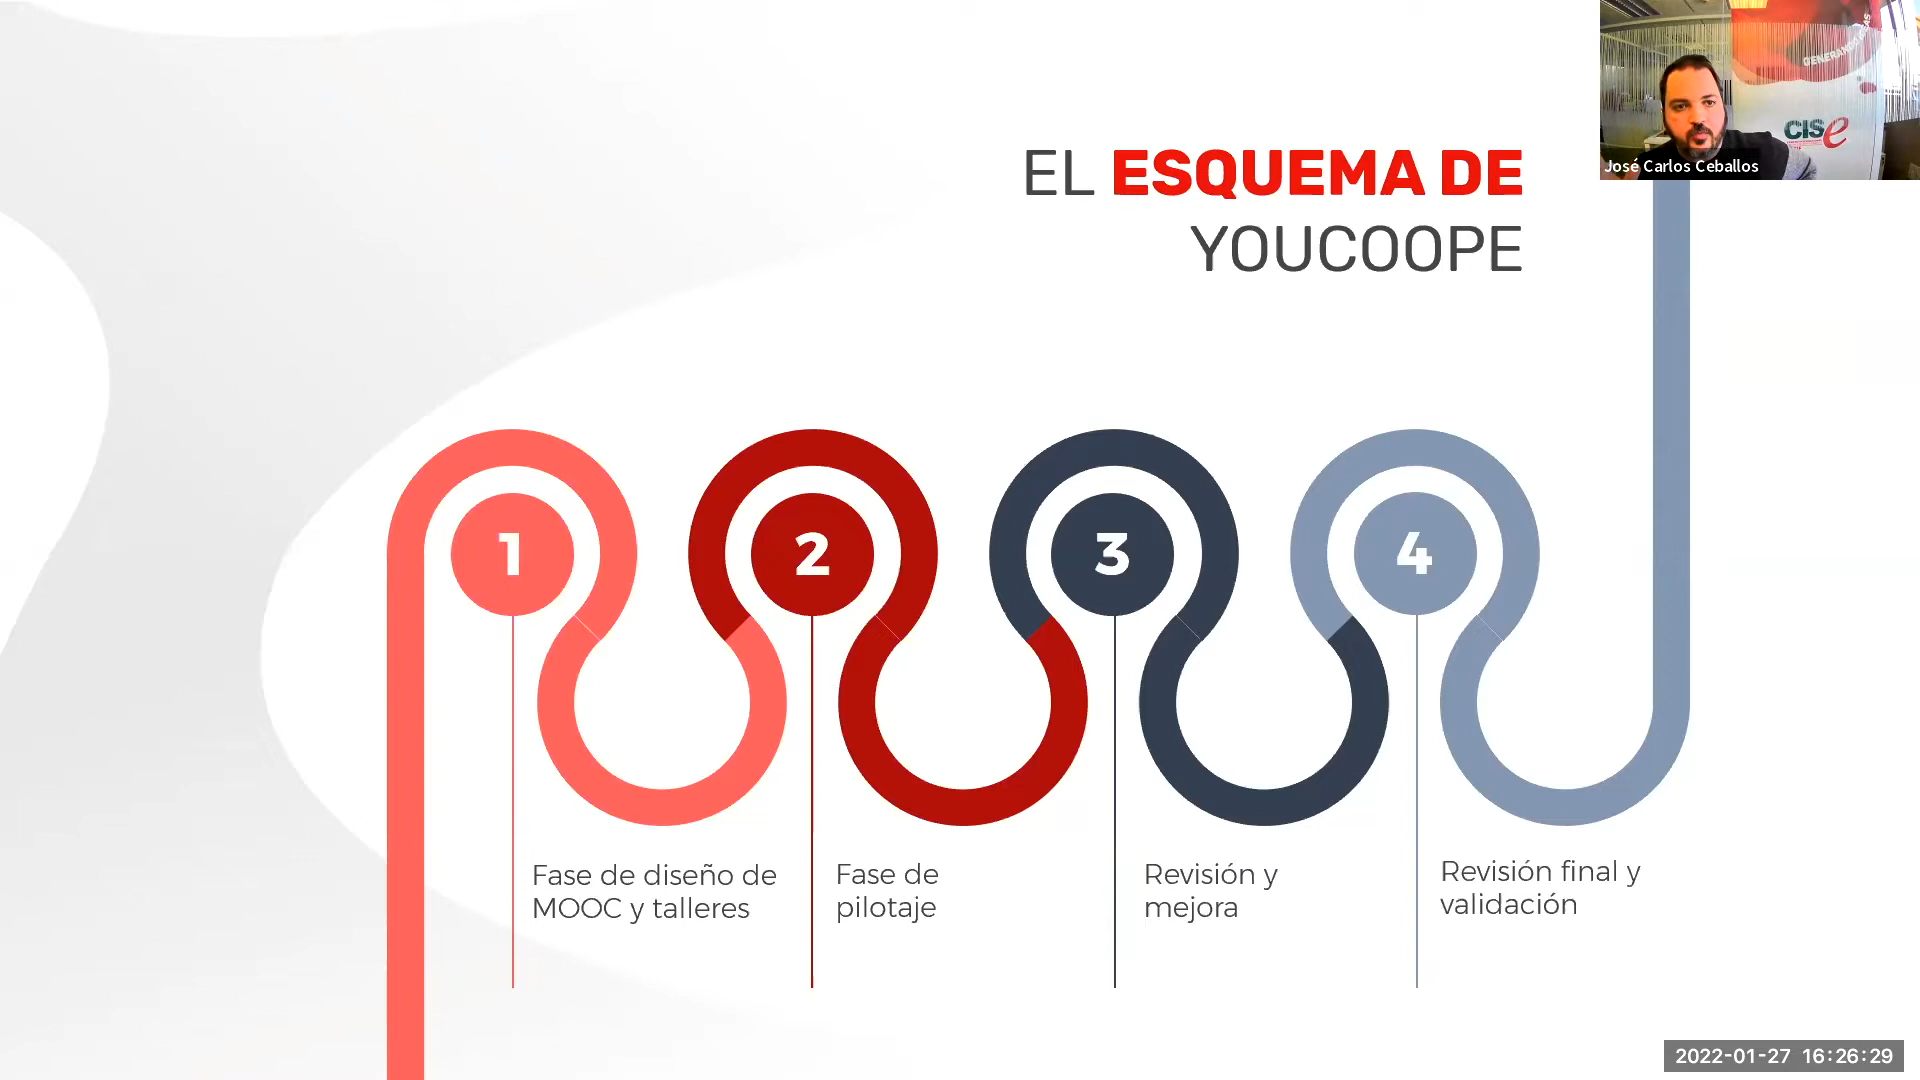 GENERANDO
CISe
José Carlos Ceballos
EL ESQUEMA DE
YOUCOOPE
1
2
3
4
Fase de diseño de
MOOC y talleres
Fase de
pilotaje
Revisión y
mejora
Revisión final y
validación
2022-01-27 16:26:29